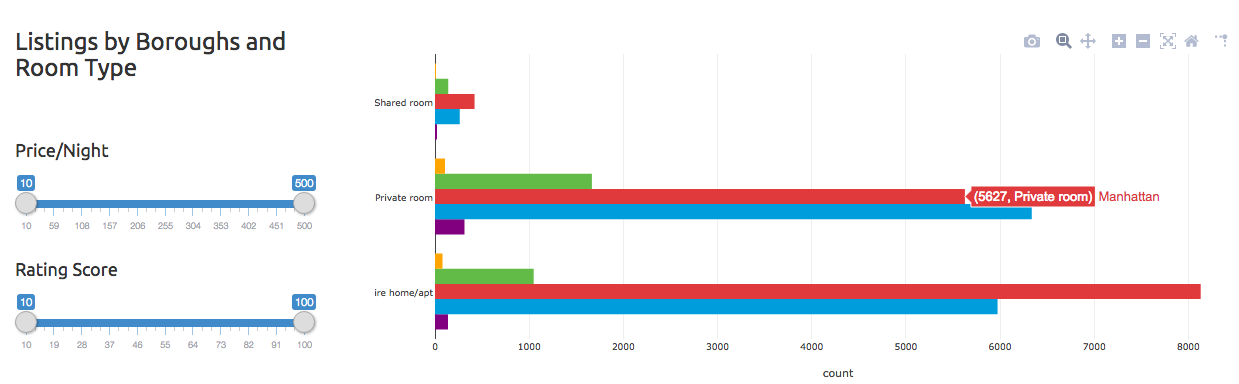 Listings by Boroughs and
Room Type
Price/Night
10 500
10 59 108 157 206 255 304 353 402 451 500
Rating Score
10 100
10 19 28 37 46 55 64 73 82 91 100
Shared room
Private room
(5627, Private room) Manhattan
ire home/apt
0 1000 2000 3000 4000 5000 6000 7000 8000
count